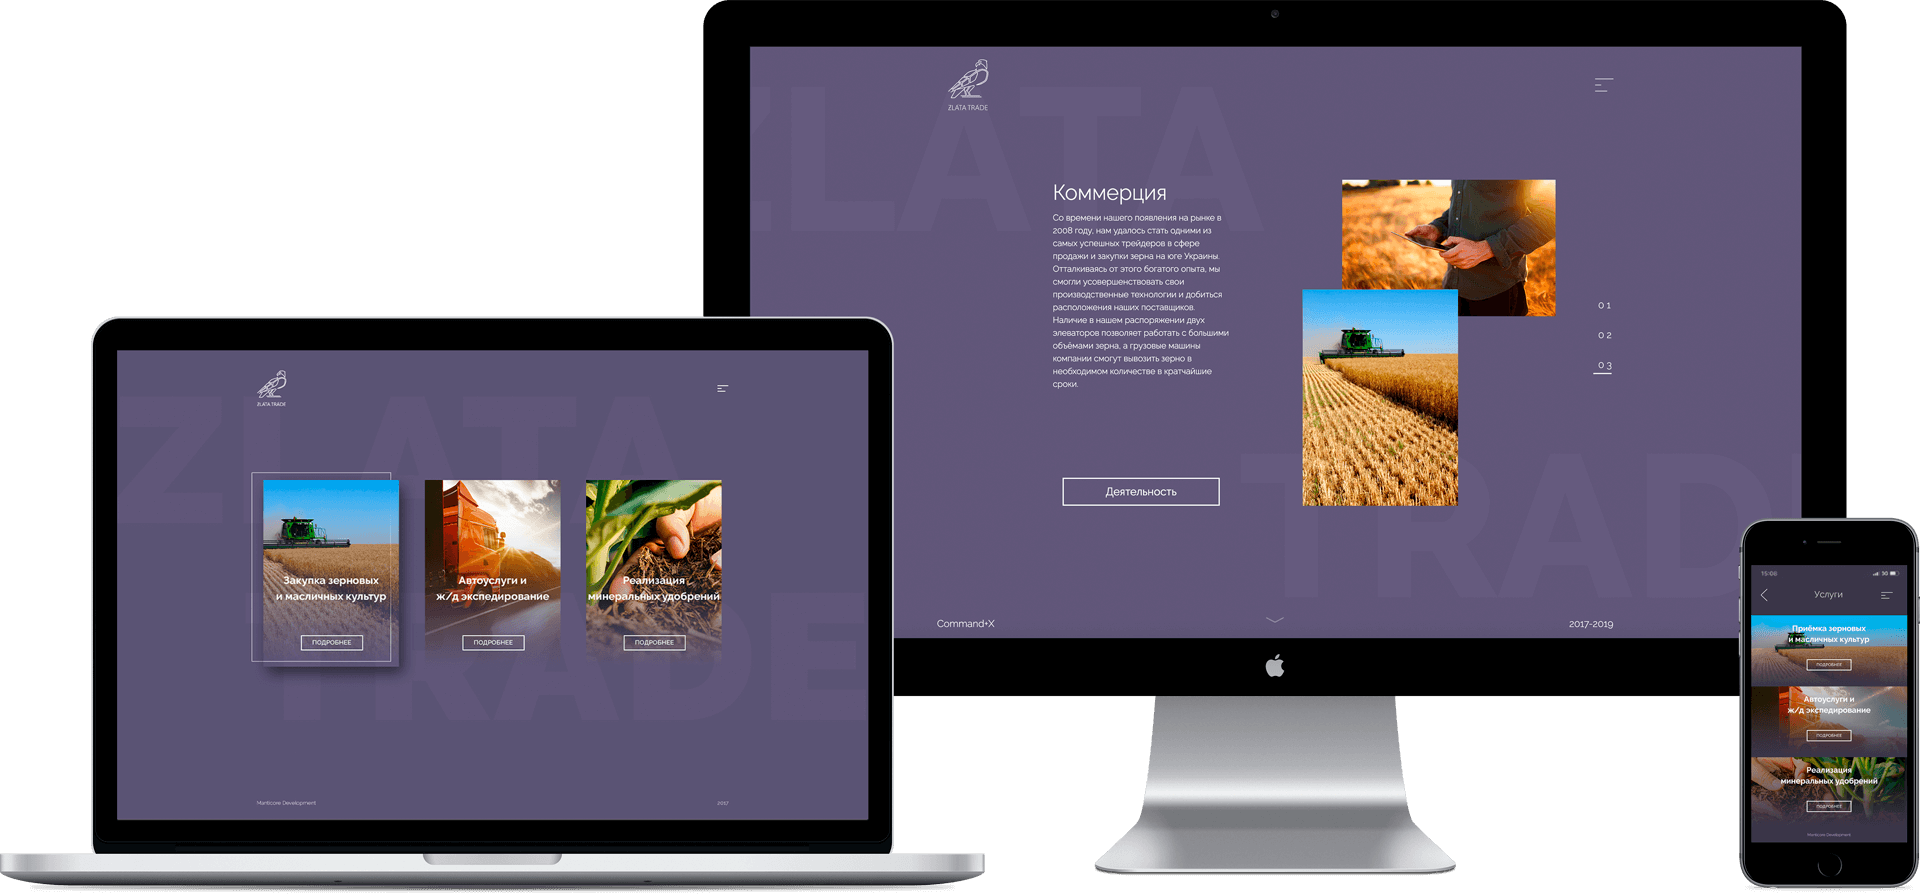 ZLATA
TRADE
ZLATA TRADE
Коммерция
Со времени нашего появления на рынке в
2008 году, нам удалось стать одними из
самых успешных трейдеров в сфере
продажи и закупки зерна на юге Украины.
Отталкиваясь от этого богатого опыта, мы
смогли усовершенствовать свои
производственные технологии и добиться
расположения наших поставщиков.
Наличие в нашем распоряжении двух
элеваторов позволяет работать с большими
объёмами зерна, а грузовые машины
компании смогут вывозить зерно в
необходимом количестве в кратчайшие
сроки.
Деятельность
01
02
03
Command+X
2017-2019
ZLATA
TRADE
ZLATA TRADE
Закупка зерновых
и масличных культур
ПОДРОБНЕЕ
Автоуслуги и
ж/д экспедирование
ПОДРОБНЕЕ
Реализация
минеральных удобрений
ПОДРОБНЕЕ
Manticore Development
2017
15:06
3G
Услуги
Приёмка зерновых
и масличных культур
ПОДРОБНЕЕ
Автоуслуги и
ж/д экспедирование
ПОДРОБНЕЕ
Реализация
минеральных удобрений
ПОДРОБНЕЕ
Manticore Development